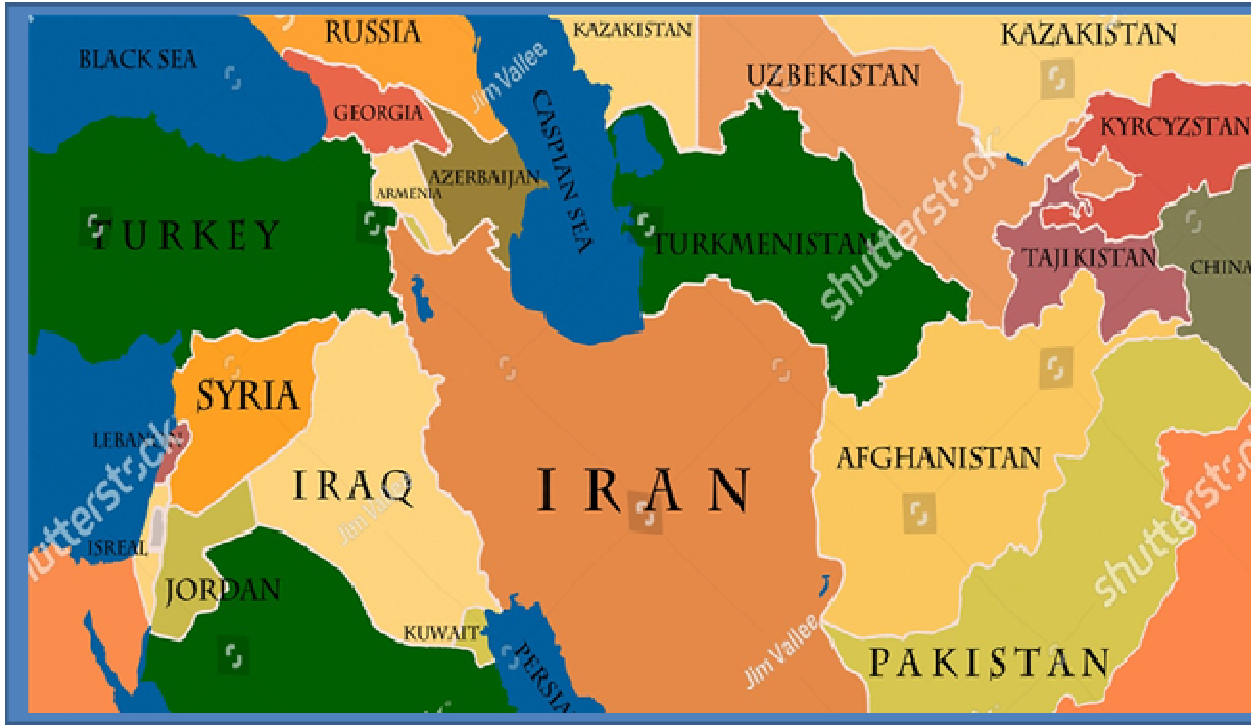 RUSSIA
KAZAKISTAN
KAZAKISTAN
BLACK SEA
UZBEKISTAN
Jim Vallee
GEORGIA
CASPIAN SEA
KYRCYZSTAN
AZERBAIJAN
ARMENIA
shutterstock
TURKEY
TURKMENISTAN
TAJIKISTAN
CHINA
SYRIA
LEBANON
shutterstock
IRAQ
Jim Vallee
IRAN
AFGHANISTAN
shutterstock
ISREAL
JORDAN
KUWAIT
PERSIA
Jim Vallee
PAKISTAN